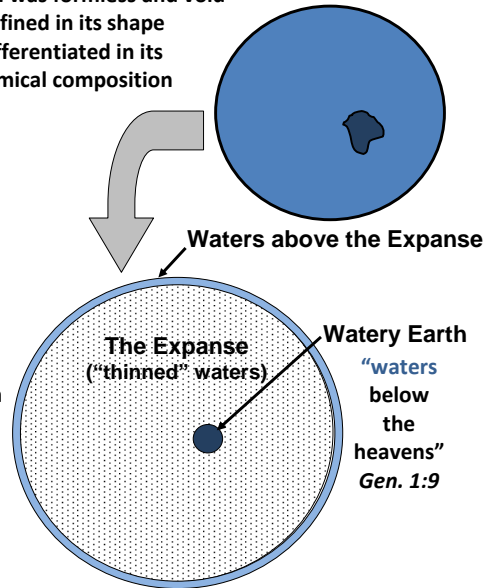 was formless and void
fined in its shape
fferentiated in its
mical composition
Waters above the Expanse
The Expanse
("thinned" waters)
Watery Earth
“waters
below
the
heavens”
Gen. 1:9